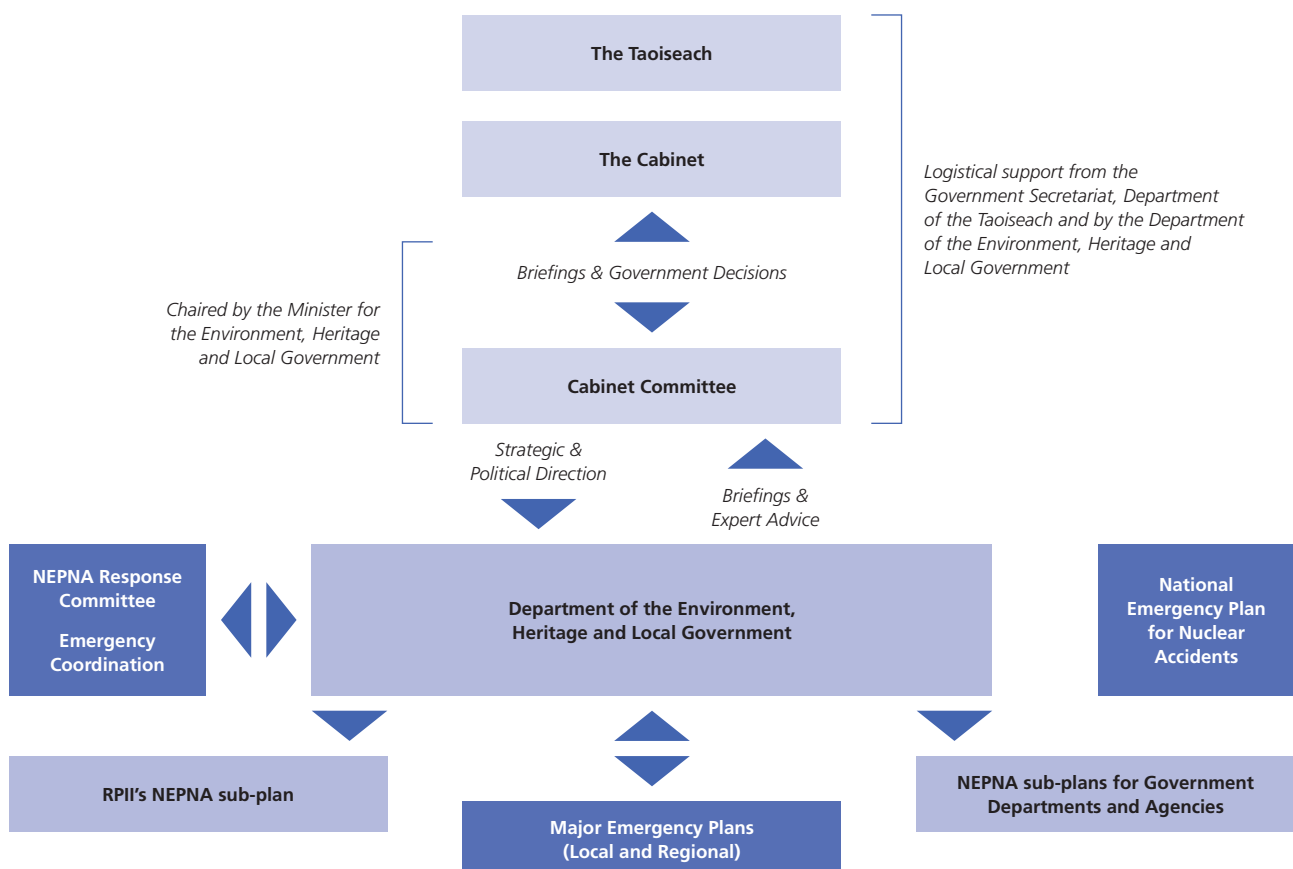 The Taoiseach
The Cabinet
Logistical support from the
Government Secretariat, Department
of the Taoiseach and by the Department
of the Environment, Heritage and
Local Government
Briefings & Government Decisions
Chaired by the Minister for
the Environment, Heritage
and Local Government
Cabinet Committee
Strategic &
Political Direction
Briefings &
Expert Advice
NEPNA Response
Committee
Emergency
Coordination
Department of the Environment,
Heritage and Local Government
National
Emergency Plan
for Nuclear
Accidents
RPII's NEPNA sub-plan
Major Emergency Plans
(Local and Regional)
NEPNA sub-plans for Government
Departments and Agencies